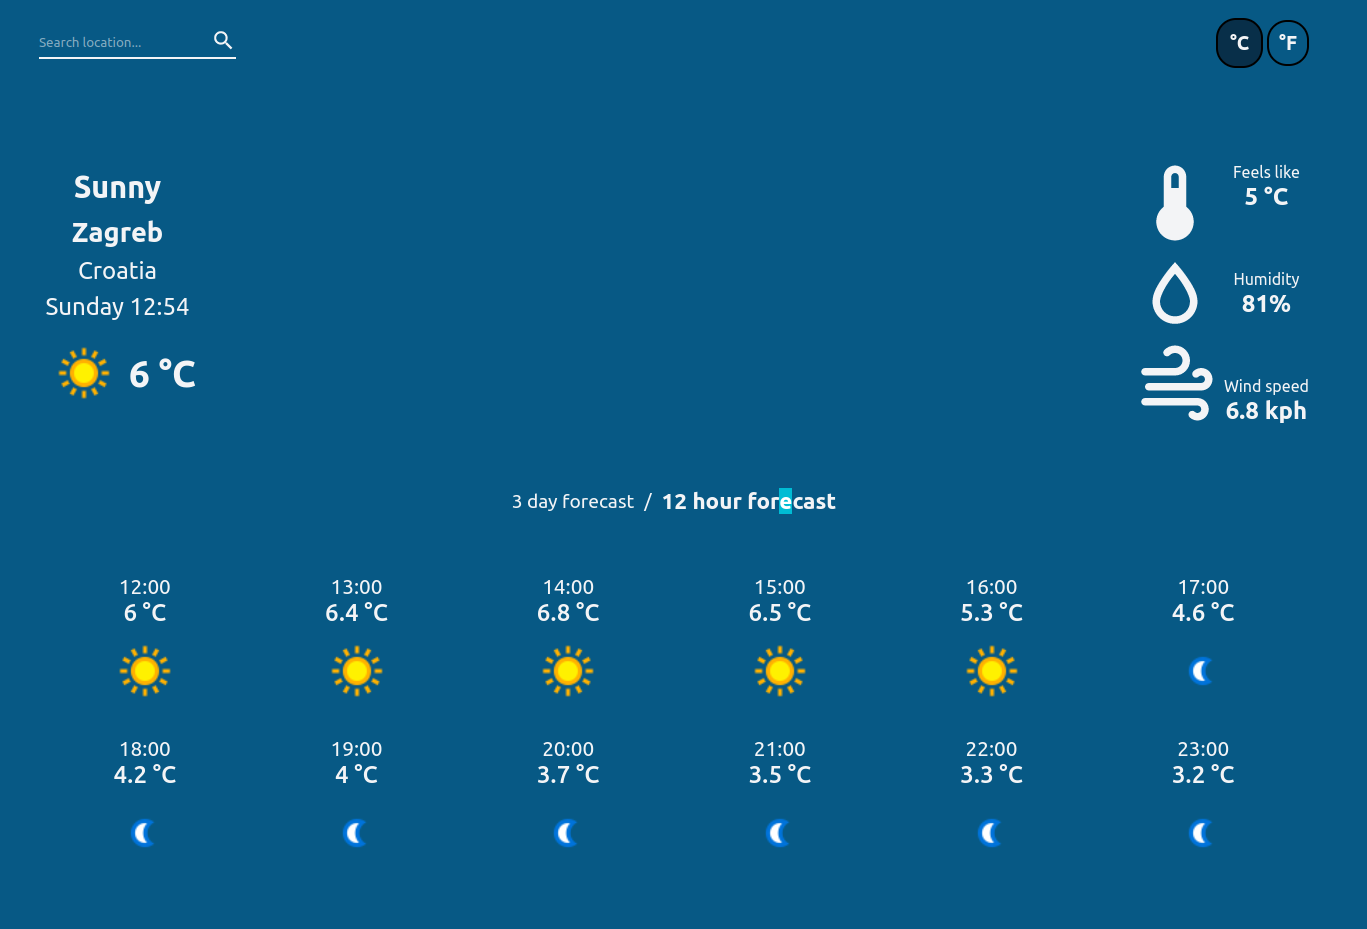 Search location...
°C °F
Sunny
Zagreb
Croatia
Sunday 12:54
6 °C
Feels like
5 °C
Humidity
81%
Wind speed
6.8 kph
3 day forecast / 12 hour forecast
12:00 13:00 14:00 15:00 16:00 17:00
6 °C 6.4 °C 6.8 °C 6.5 °C 5.3 °C 4.6 °C
18:00 19:00 20:00 21:00 22:00 23:00
4.2 °C 4 °C 3.7 °C 3.5 °C 3.3 °C 3.2 °C